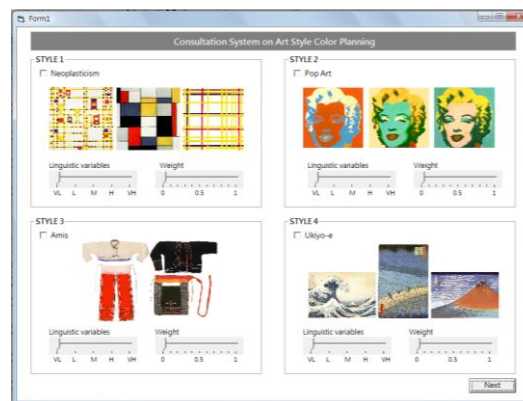 Form1
Consultation System on Art Style Color Planning
STYLE 1
Neoplasticism
Linguistic variables
Weight
VL L M H VH
0 0.5 1
STYLE 2
Pop Art
Linguistic variables
Weight
VL L M H VH
0 0.5 1
STYLE 3
Amis
Linguistic variables
Weight
VL L M H VH
0 0.5 1
STYLE 4
Ukiyo-e
Linguistic variables
Weight
VL L M H VH
0 0.5 1
Next